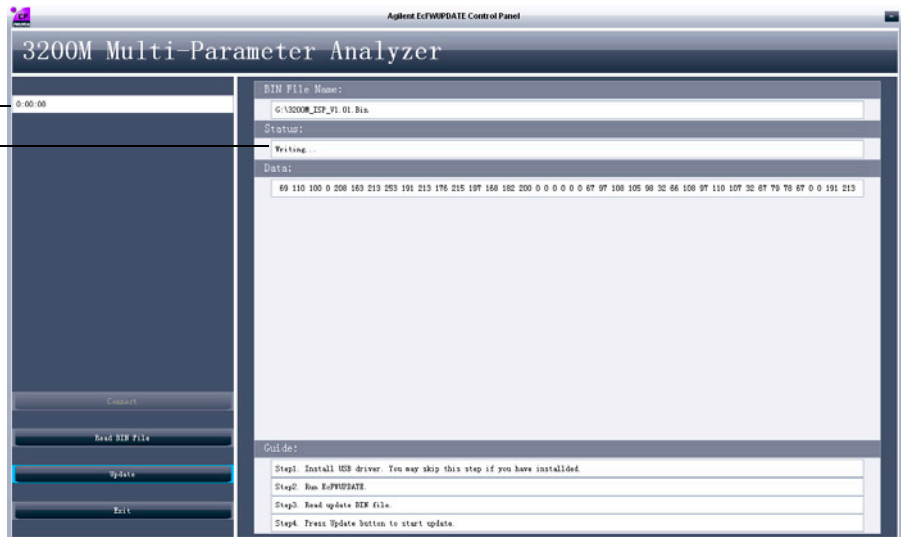 CP
Agilent EcFWUPDATE Control Panel
3200M Multi-Parameter Analyzer
0:00:00
Connect
Read BIN File
Update
Exit
BIN File Name:
G:\3200M_ISP_V1.01.Bin
Status:
Writing...
Data:
69 110 100 0 208 163 213 253 191 213 176 215 197 168 182 200 0 0 0 0 0 0 67 97 108 105 98 32 66 108 97 110 107 32 67 79 78 67 0 0 191 213
Guide:
Step1. Install USB driver. You may skip this step if you have installded.
Step2. Run EcFWUPDATE.
Step3. Read update BIN file.
Step4. Press Update button to start update.